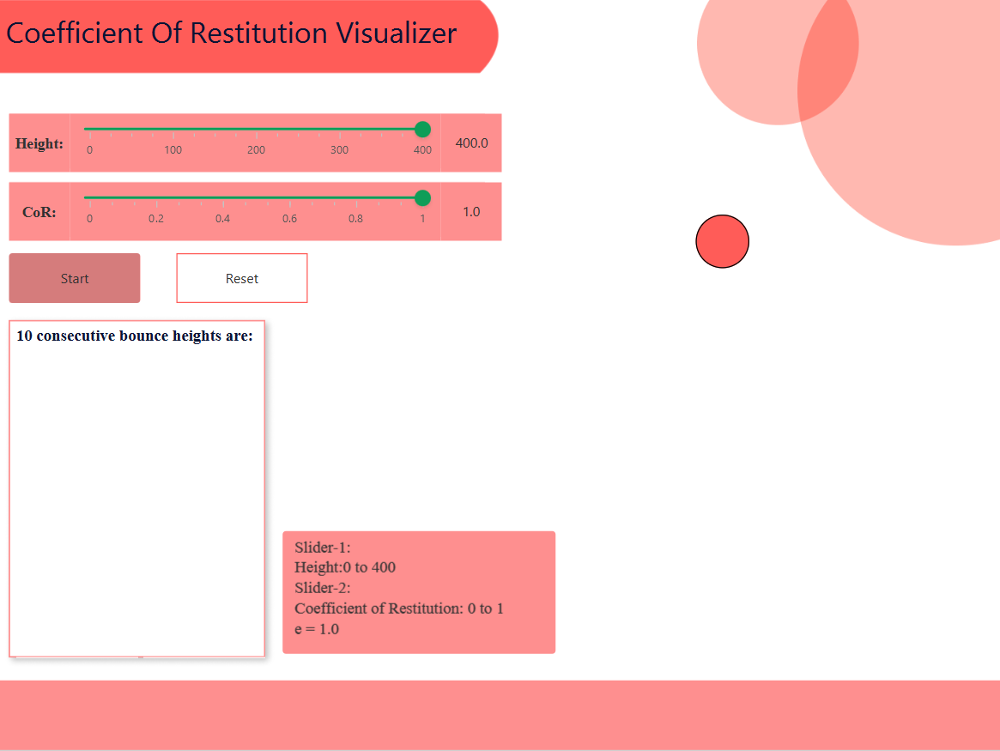 Coefficient Of Restitution Visualizer
Height:
0 100 200 300 400
400.0
CoR:
0 0.2 0.4 0.6 0.8 1
1.0
Start
Reset
10 consecutive bounce heights are:
Slider-1:
Height:0 to 400
Slider-2:
Coefficient of Restitution: 0 to 1
e = 1.0